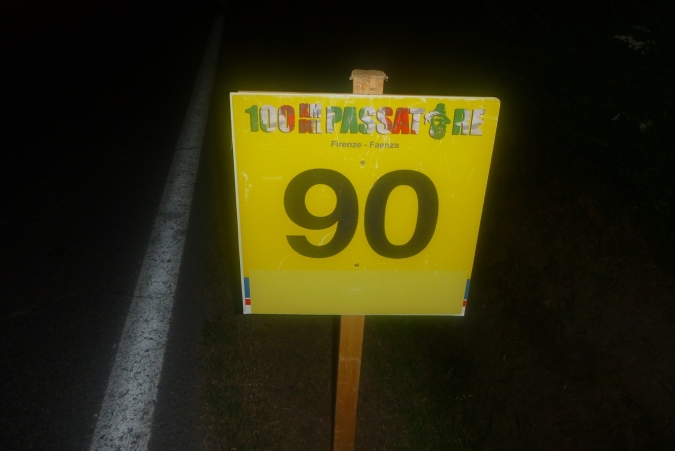 100 KM PASSATORE
Firenze - Faenza
90